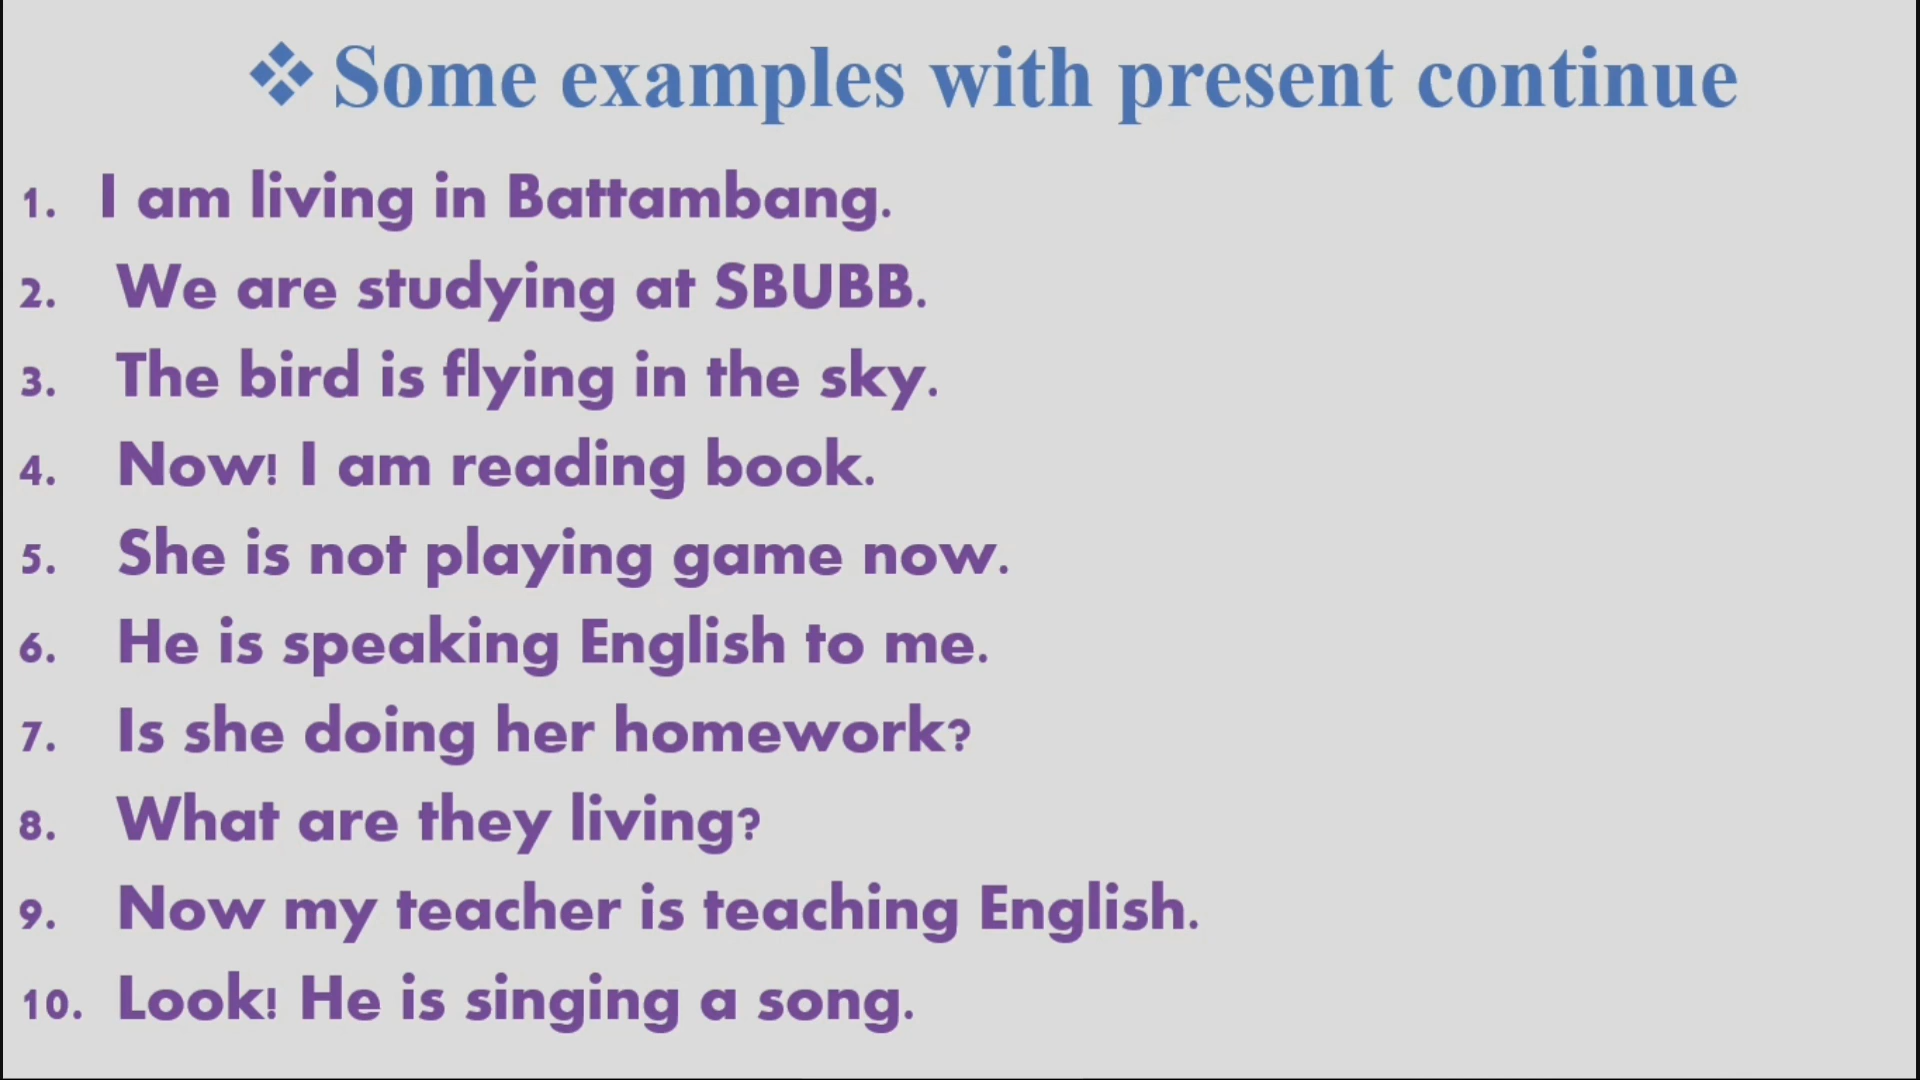 ❖ Some examples with present continue
1. I am living in Battambang.
2. We are studying at SBUBB.
3. The bird is flying in the sky.
4. Now! I am reading book.
5. She is not playing game now.
6. He is speaking English to me.
7. Is she doing her homework?
8. What are they living?
9. Now my teacher is teaching English.
10. Look! He is singing a song.